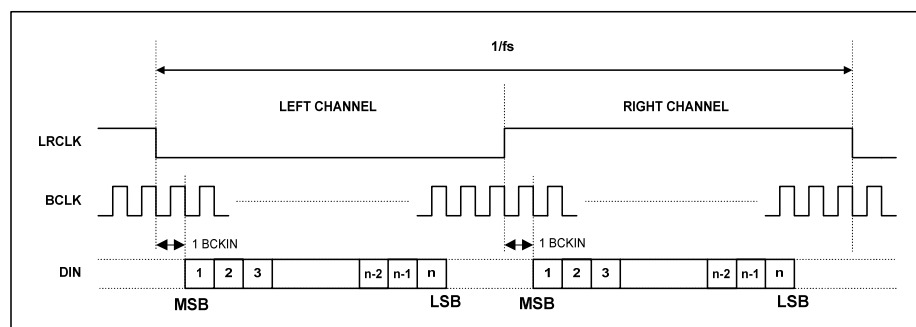 1/fs
LEFT CHANNEL RIGHT CHANNEL
LRCLK
BCLK
1 BCKIN 1 BCKIN
DIN 1 2 3 n-2 n-1 n 1 2 3 n-2 n-1 n
MSB LSB MSB LSB